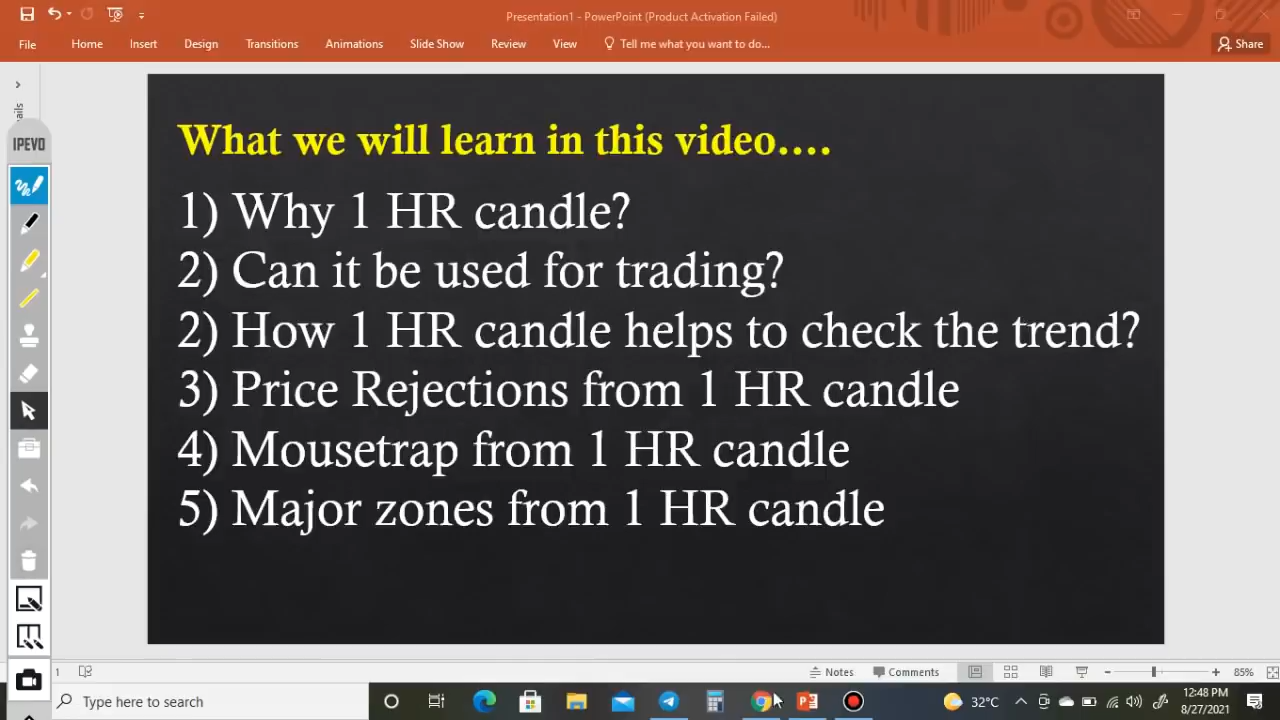 Presentation1 - PowerPoint (Product Activation Failed)
File Home Insert Design Transitions Animations Slide Show Review View Tell me what you want to do... Share
IPEVO
What we will learn in this video....
1) Why 1 HR candle?
2) Can it be used for trading?
2) How 1 HR candle helps to check the trend?
3) Price Rejections from 1 HR candle
4) Mousetrap from 1 HR candle
5) Major zones from 1 HR candle
1 Notes Comments 85%
Type here to search 32°C 12:48 PM
8/27/2021